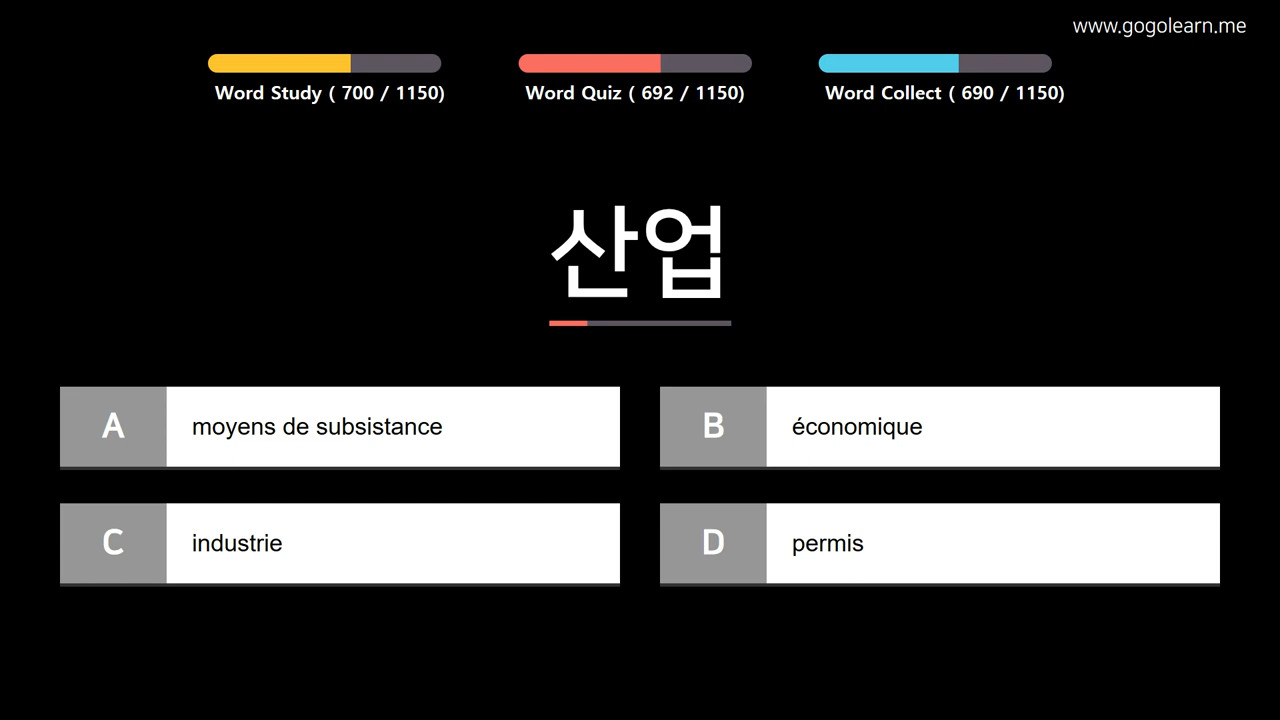 www.gogolearn.me
Word Study ( 700 / 1150)
Word Quiz ( 692 / 1150)
Word Collect ( 690 / 1150)
산업
A moyens de subsistance
B économique
C industrie
D permis